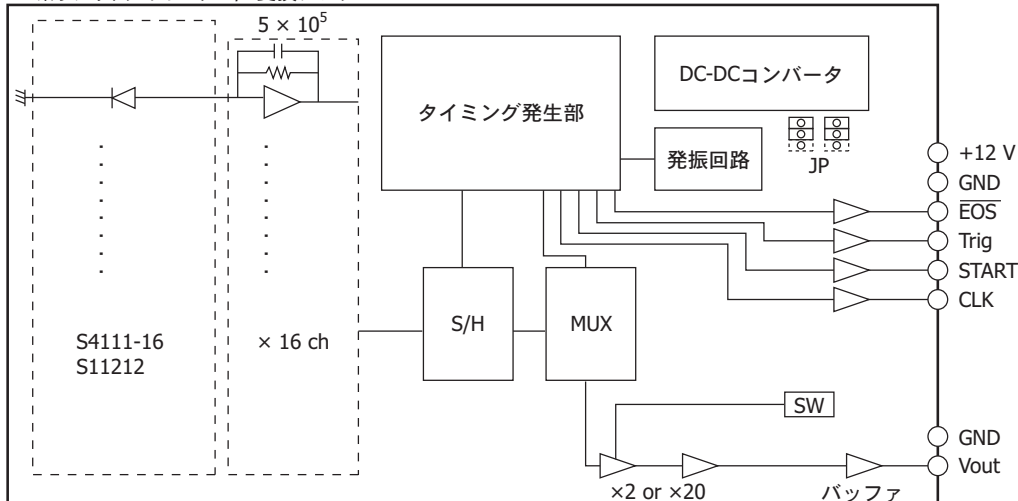 5 × 10⁵
DC-DCコンバータ
タイミング発生部
発振回路
JP
+12 V
GND
EOS
Trig
START
CLK
S4111-16
S11212
× 16 ch
S/H
MUX
SW
GND
Vout
×2 or ×20
バッファ